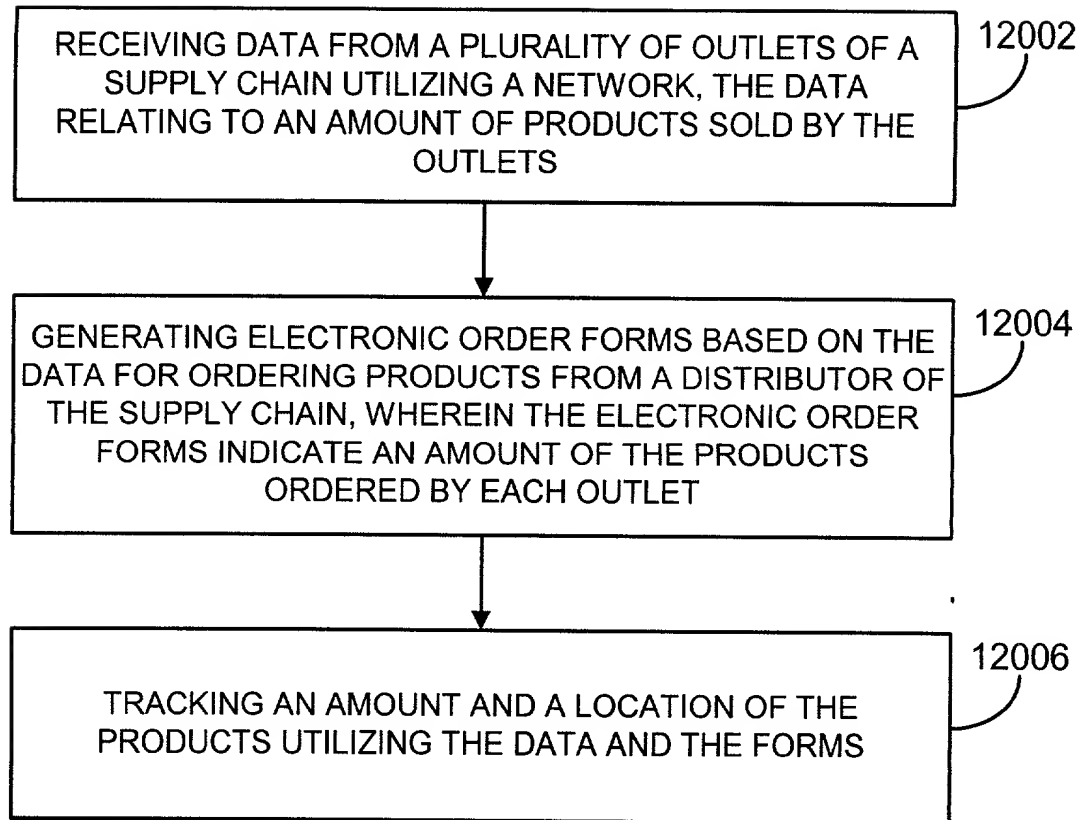 RECEIVING DATA FROM A PLURALITY OF OUTLETS OF A
SUPPLY CHAIN UTILIZING A NETWORK, THE DATA
RELATING TO AN AMOUNT OF PRODUCTS SOLD BY THE
OUTLETS
12002
GENERATING ELECTRONIC ORDER FORMS BASED ON THE
DATA FOR ORDERING PRODUCTS FROM A DISTRIBUTOR OF
THE SUPPLY CHAIN, WHEREIN THE ELECTRONIC ORDER
FORMS INDICATE AN AMOUNT OF THE PRODUCTS
ORDERED BY EACH OUTLET
12004
TRACKING AN AMOUNT AND A LOCATION OF THE
PRODUCTS UTILIZING THE DATA AND THE FORMS
12006